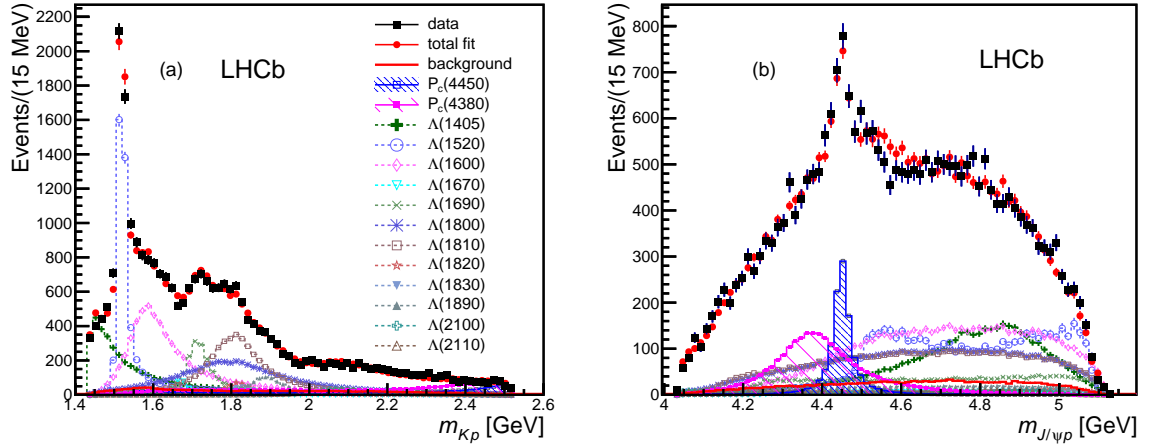 Events/(15 MeV)
2200
2000
1800
1600
1400
1200
1000
800
600
400
200
0
1.4 1.6 1.8 2 2.2 2.4 2.6
m_Kp [GeV]
(a)
LHCb
data
total fit
background
P_c(4450)
P_c(4380)
Λ(1405)
Λ(1520)
Λ(1600)
Λ(1670)
Λ(1690)
Λ(1800)
Λ(1810)
Λ(1820)
Λ(1830)
Λ(1890)
Λ(2100)
Λ(2110)
Events/(15 MeV)
800
700
600
500
400
300
200
100
0
4 4.2 4.4 4.6 4.8 5
m_J/ψp [GeV]
(b)
LHCb